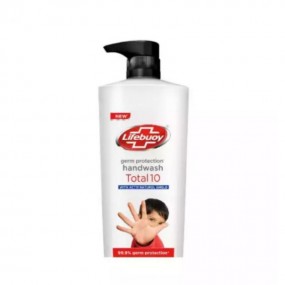 NEW
Lifebuoy
germ protection
handwash
Total 10
99.9% germ protection*